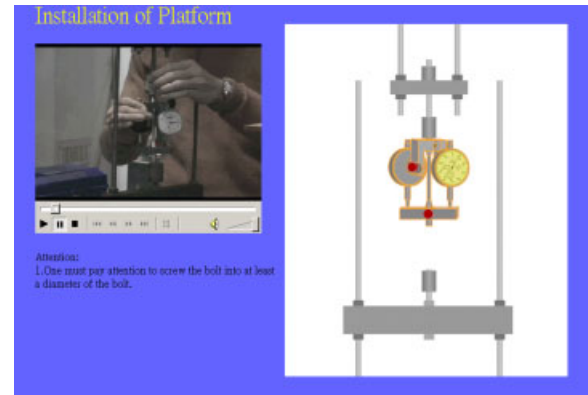 Installation of Platform
Attention:
1.One must pay attention to screw the bolt into at least
a diameter of the bolt.